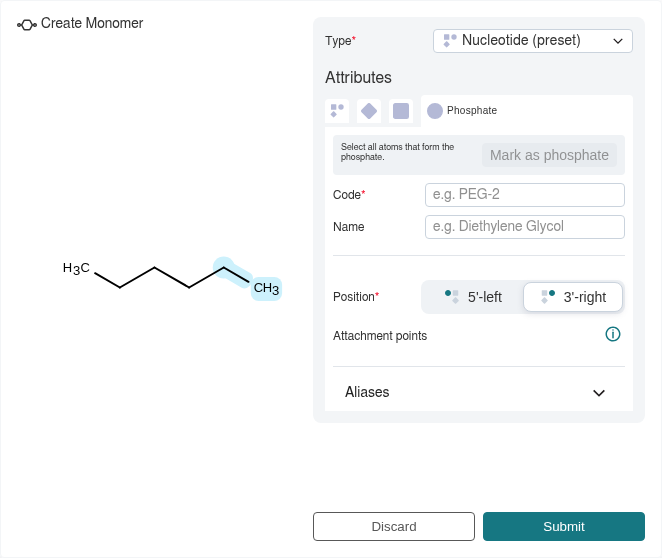 Create Monomer
Type*
Nucleotide (preset)
Attributes
Phosphate
Select all atoms that form the
phosphate.
Mark as phosphate
Code*
e.g. PEG-2
Name
e.g. Diethylene Glycol
H3C
CH3
Position*
5'-left
3'-right
Attachment points
Aliases
Discard
Submit